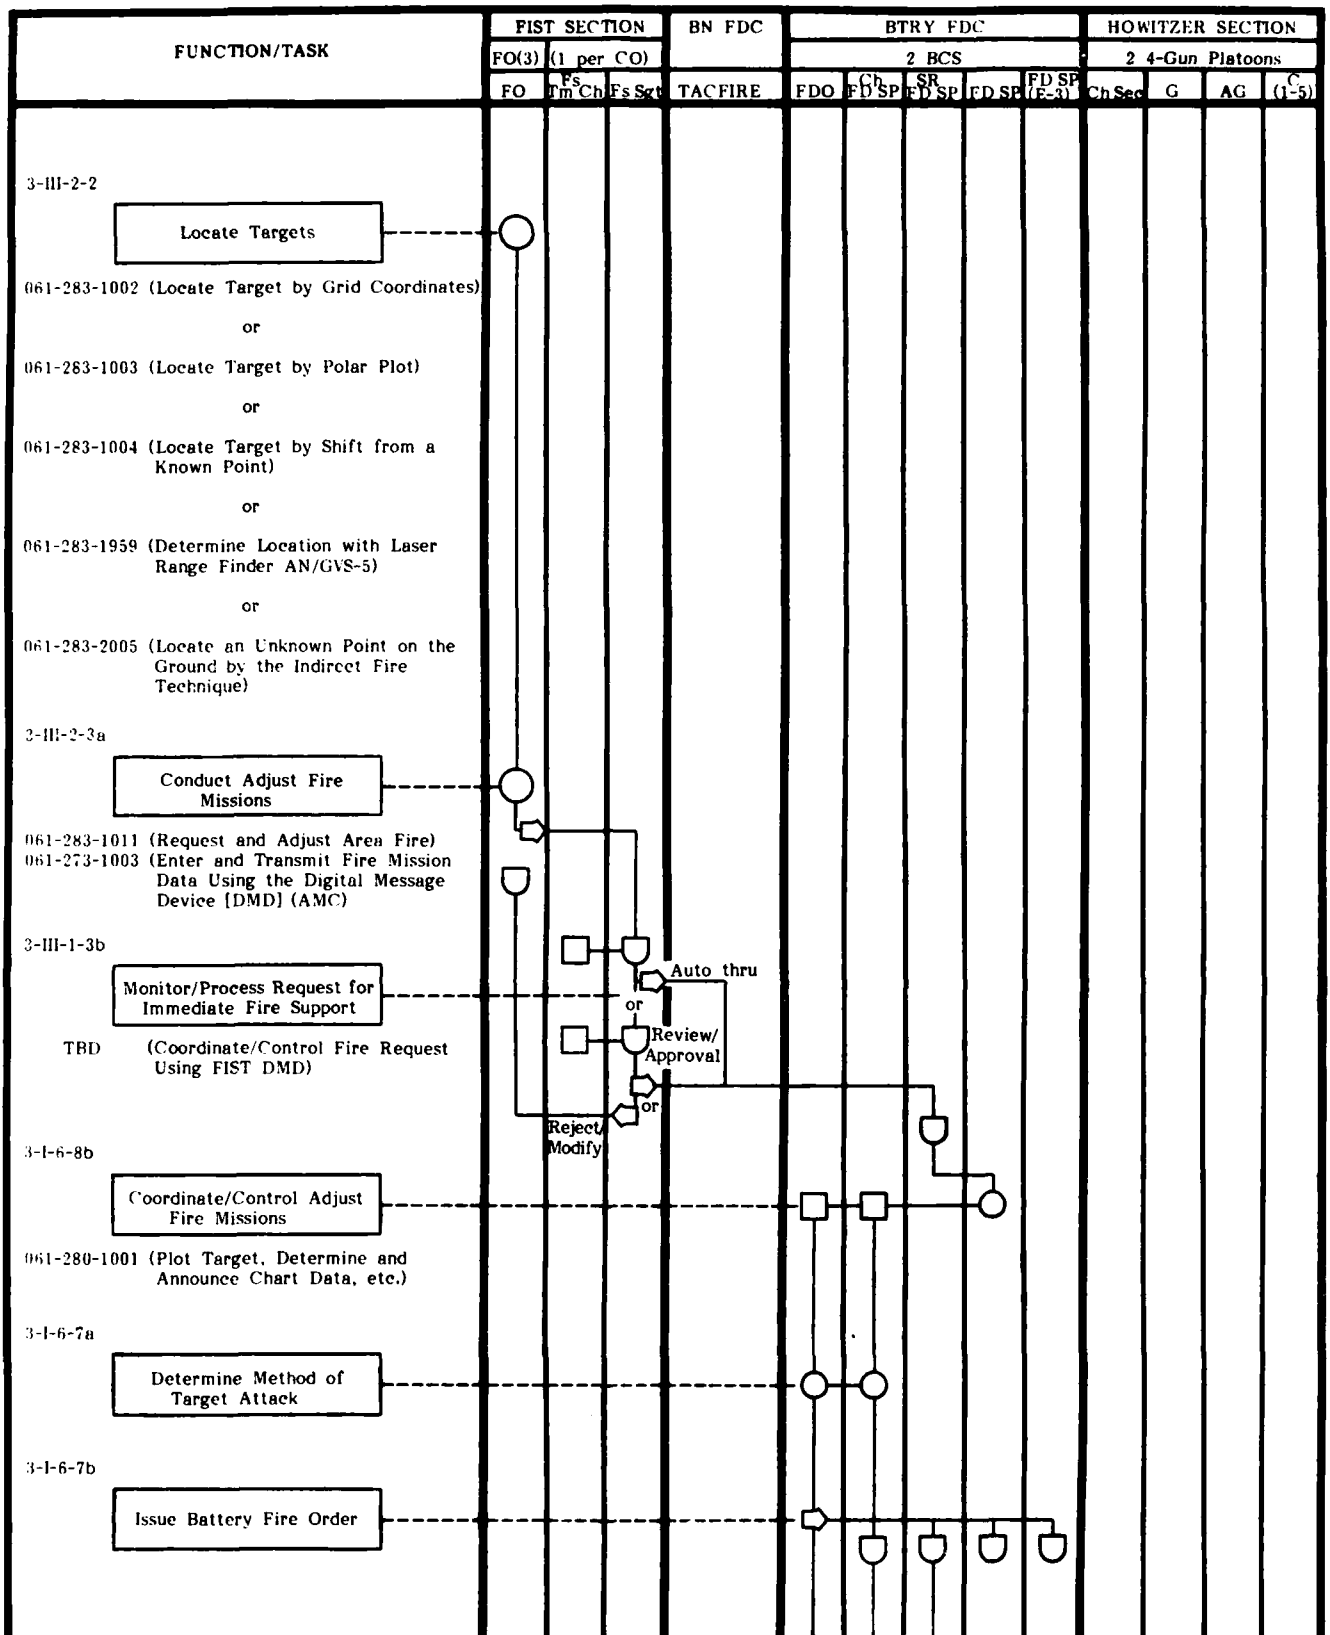 FUNCTION/TASK
FIST SECTION
BN FDC
BTRY FDC
HOWITZER SECTION
FO(3)
(1 per CO)
2 BCS
2 4-Gun Platoons
FO
Fs Tm Ch
Fs Sgt
TACFIRE
FDO
Ch FD SP
SR FD SP
FD SP
FD SP (E-3)
Ch Sec
G
AG
C (1-5)
3-III-2-2
Locate Targets
061-283-1002 (Locate Target by Grid Coordinates)
or
061-283-1003 (Locate Target by Polar Plot)
or
061-283-1004 (Locate Target by Shift from a
Known Point)
or
061-283-1959 (Determine Location with Laser
Range Finder AN/GVS-5)
or
061-283-2005 (Locate an Unknown Point on the
Ground by the Indirect Fire
Technique)
3-III-2-3a
Conduct Adjust Fire
Missions
061-283-1011 (Request and Adjust Area Fire)
061-273-1003 (Enter and Transmit Fire Mission
Data Using the Digital Message
Device [DMD] (AMC)
3-III-1-3b
Auto thru
Monitor/Process Request for
Immediate Fire Support
or
Review/
Approval
TBD (Coordinate/Control Fire Request
Using FIST DMD)
or
Reject/
Modify
3-I-6-8b
Coordinate/Control Adjust
Fire Missions
061-280-1001 (Plot Target, Determine and
Announce Chart Data, etc.)
3-I-6-7a
Determine Method of
Target Attack
3-I-6-7b
Issue Battery Fire Order